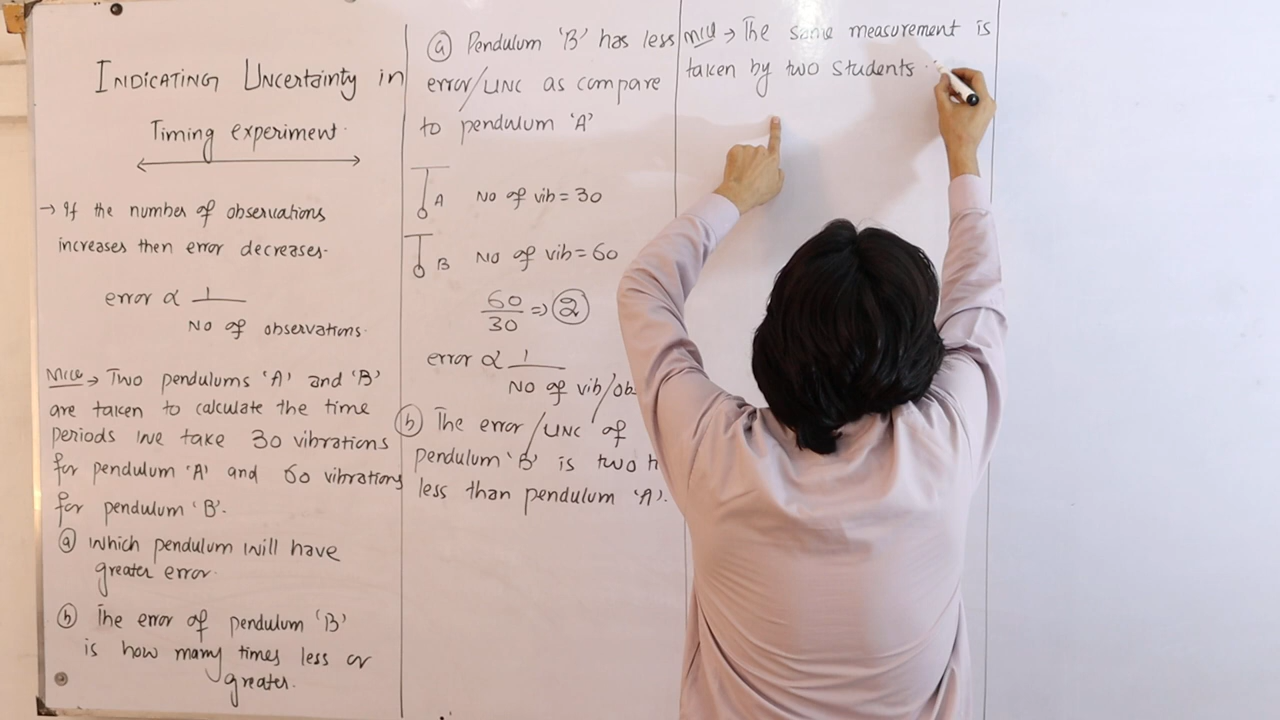 INDICATING UNCERTAINTY in
Timing experiment.
→ If the number of observations
increases then error decreases.
error ∝ 1
No of observations.
MCQ → Two pendulums 'A' and 'B'
are taken to calculate the time
periods we take 30 vibrations
for pendulum 'A' and 60 vibrations
for pendulum 'B'.
ⓐ Which pendulum will have
greater error.
ⓑ The error of pendulum 'B'
is how many times less or
greater.
ⓐ Pendulum 'B' has less
error/UNC as compare
to pendulum 'A'
A No of vib = 30
B No of vib = 60
60/30 => ②
error ∝ 1
No of vib/ob
ⓑ The error/UNC of
pendulum 'B' is two
less than pendulum 'A'.
MCQ → The same measurement is
taken by two students.